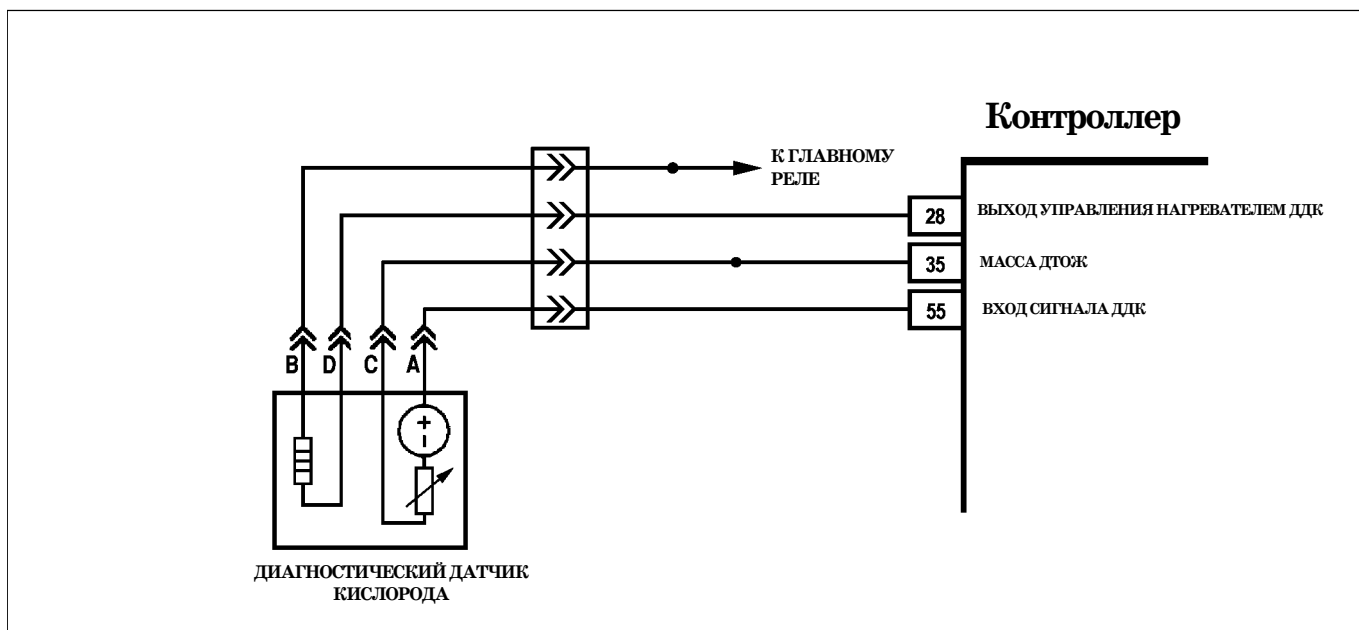 Контроллер
К ГЛАВНОМУ
РЕЛЕ
28 ВЫХОД УПРАВЛЕНИЯ НАГРЕВАТЕЛЕМ ДДК
35 МАССА ДТОЖ
55 ВХОД СИГНАЛА ДДК
B D C A
+
–
ДИАГНОСТИЧЕСКИЙ ДАТЧИК
КИСЛОРОДА